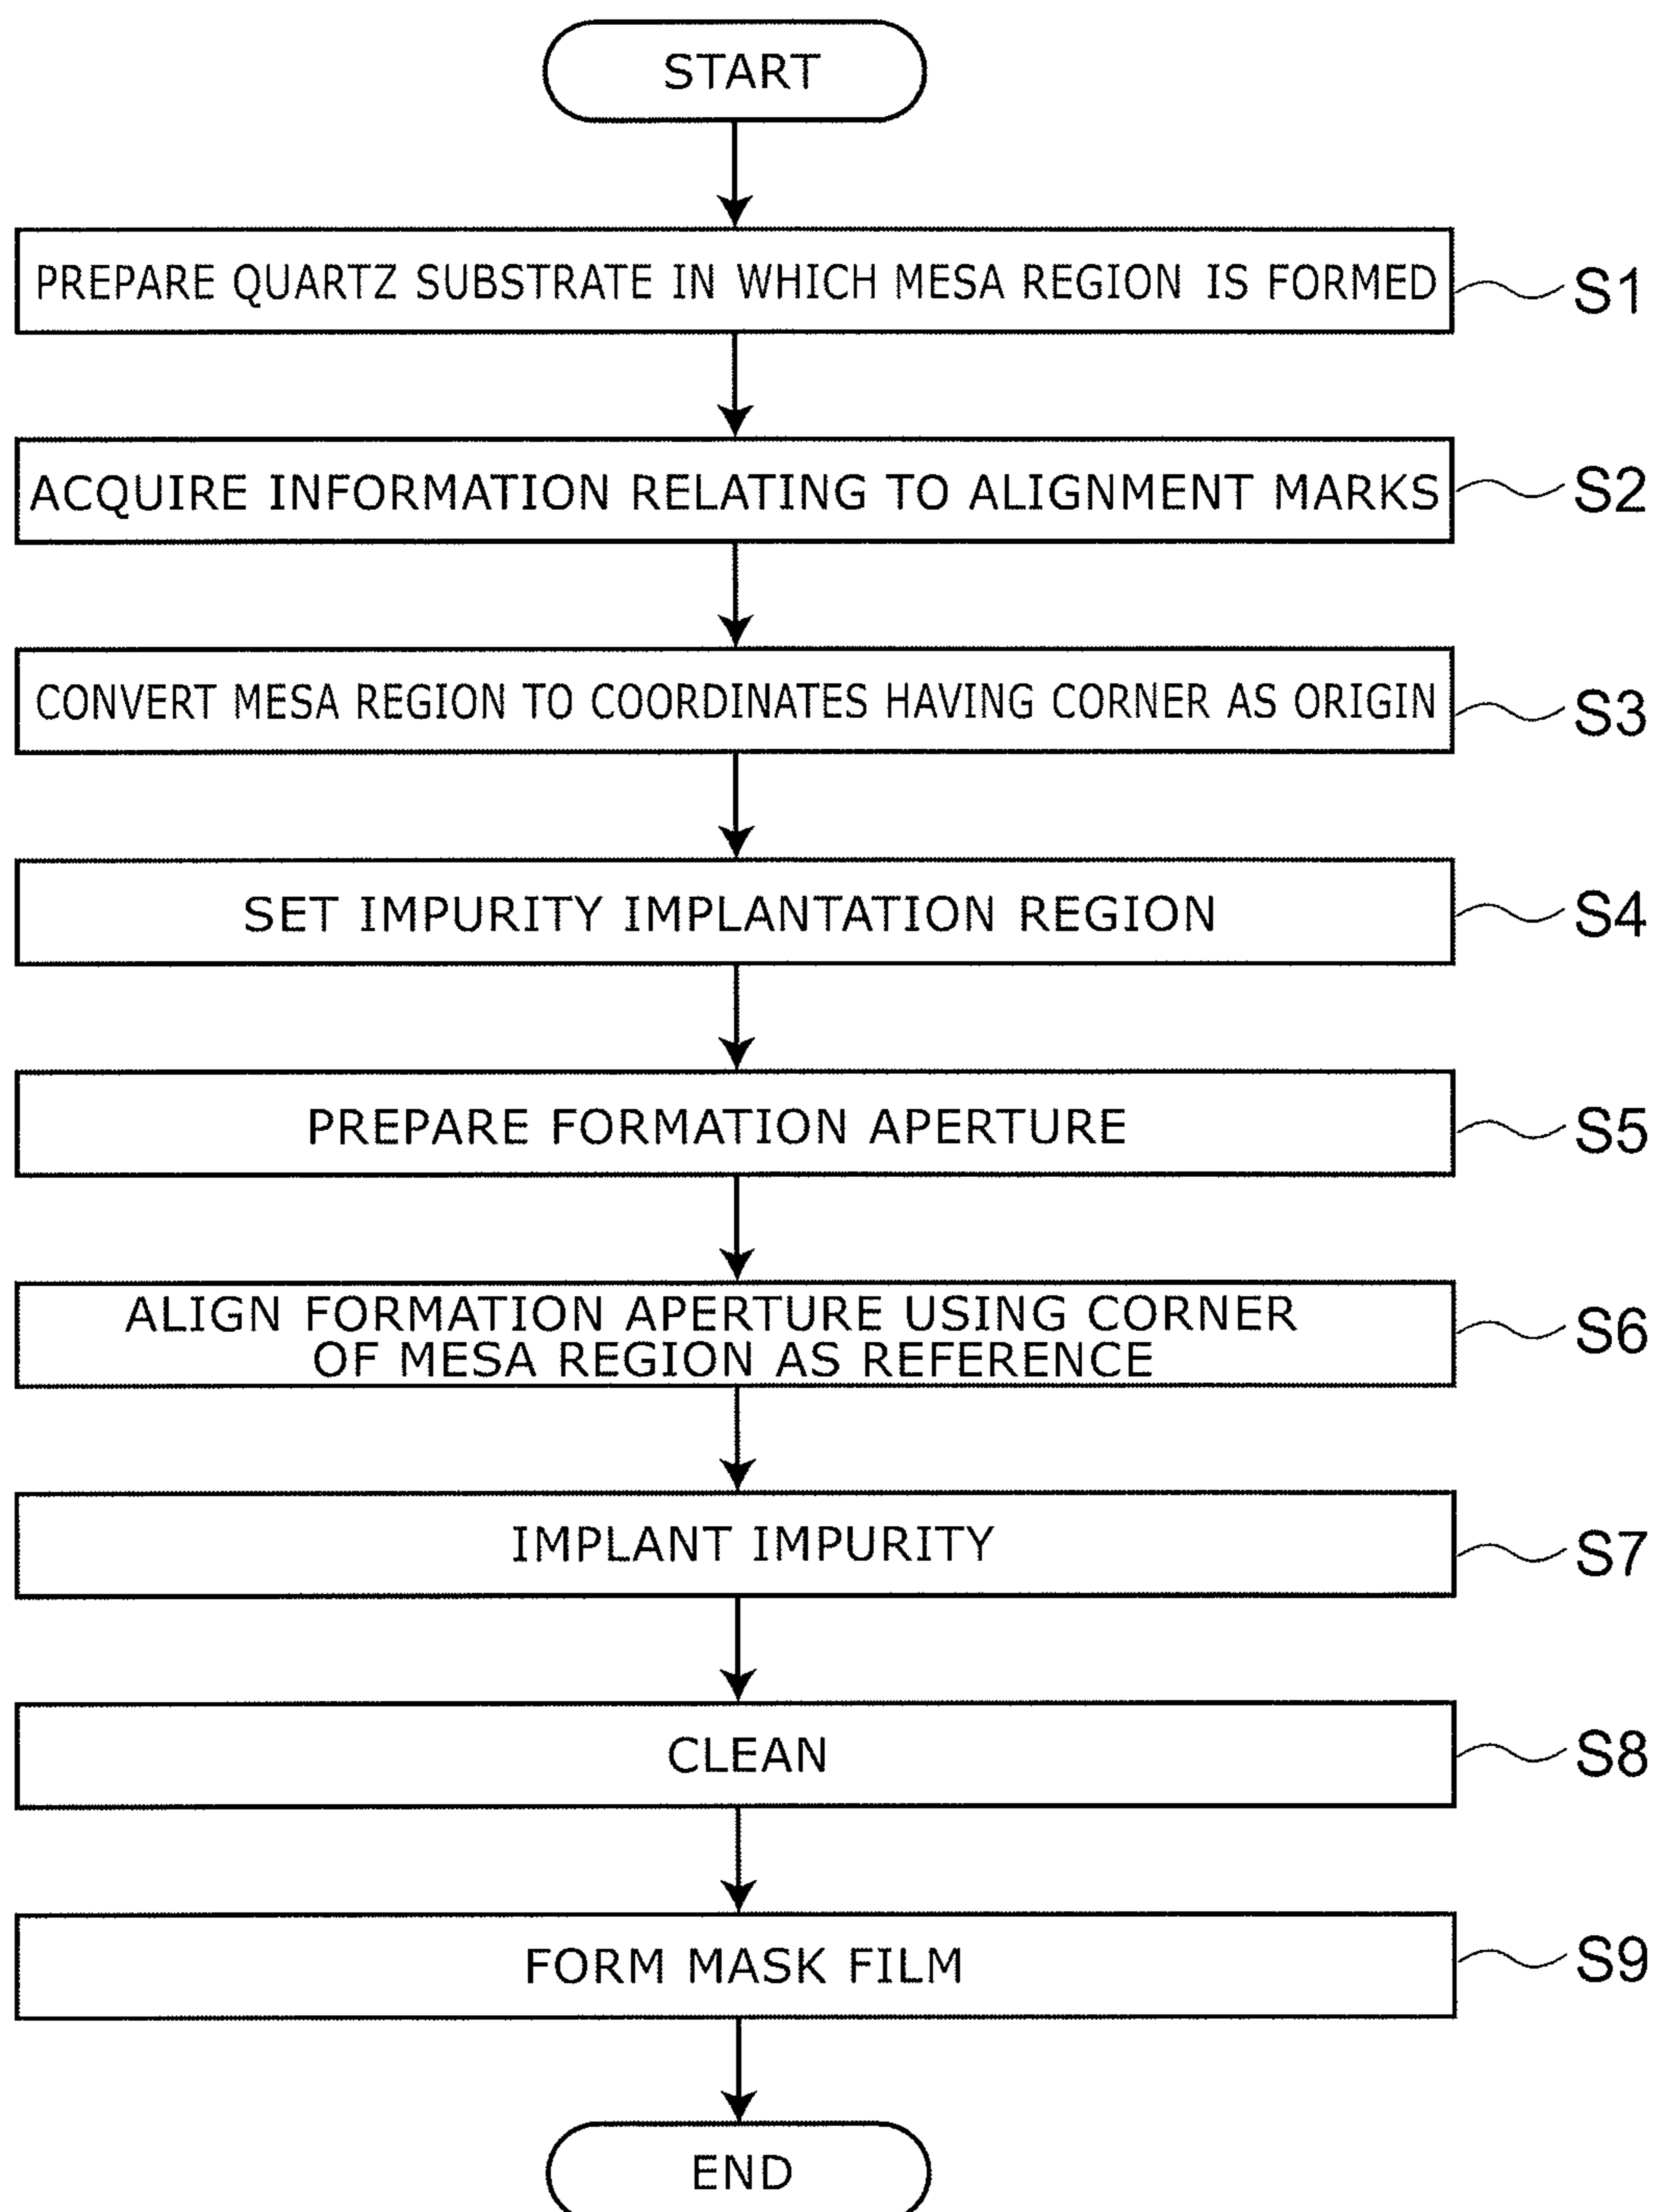 START
PREPARE QUARTZ SUBSTRATE IN WHICH MESA REGION IS FORMED
S1
ACQUIRE INFORMATION RELATING TO ALIGNMENT MARKS
S2
CONVERT MESA REGION TO COORDINATES HAVING CORNER AS ORIGIN
S3
SET IMPURITY IMPLANTATION REGION
S4
PREPARE FORMATION APERTURE
S5
ALIGN FORMATION APERTURE USING CORNER
OF MESA REGION AS REFERENCE
S6
IMPLANT IMPURITY
S7
CLEAN
S8
FORM MASK FILM
S9
END